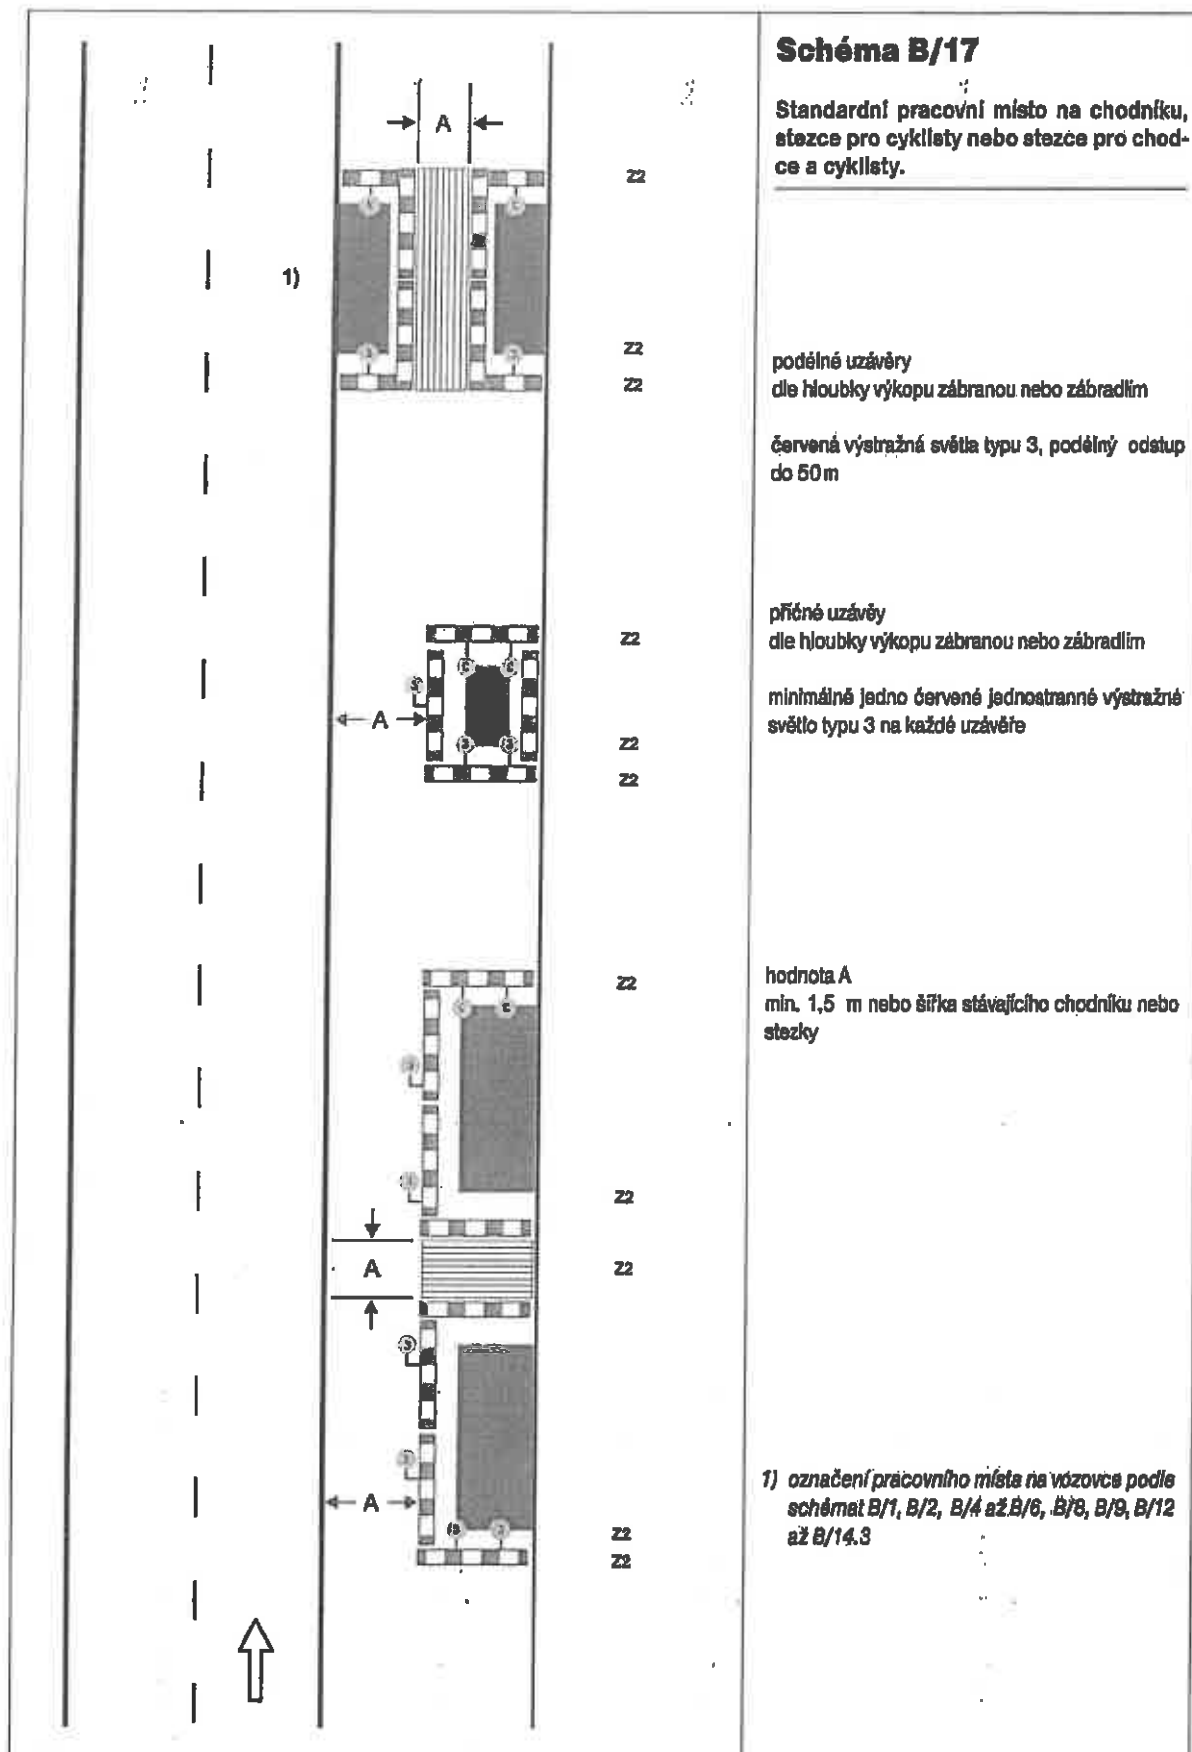 Schéma B/17
Standardní pracovní místo na chodníku,
stezce pro cyklisty nebo stezce pro chod-
ce a cyklisty.
A
Z2
1)
Z2
Z2
podélné uzávěry
dle hloubky výkopu zábranou nebo zábradlím
červená výstražná světla typu 3, podélný odstup
do 50 m
příčné uzávěy
dle hloubky výkopu zábranou nebo zábradlím
Z2
minimálně jedno červené jednostranné výstražné
světlo typu 3 na každé uzávěře
A
Z2
Z2
hodnota A
min. 1,5 m nebo šířka stávajícího chodníku nebo
stezky
Z2
Z2
A
Z2
3
A
1) označení pracovního místa na vozovce podle
schémat B/1, B/2, B/4 až B/6, B/8, B/9, B/12
až B/14.3
Z2
Z2